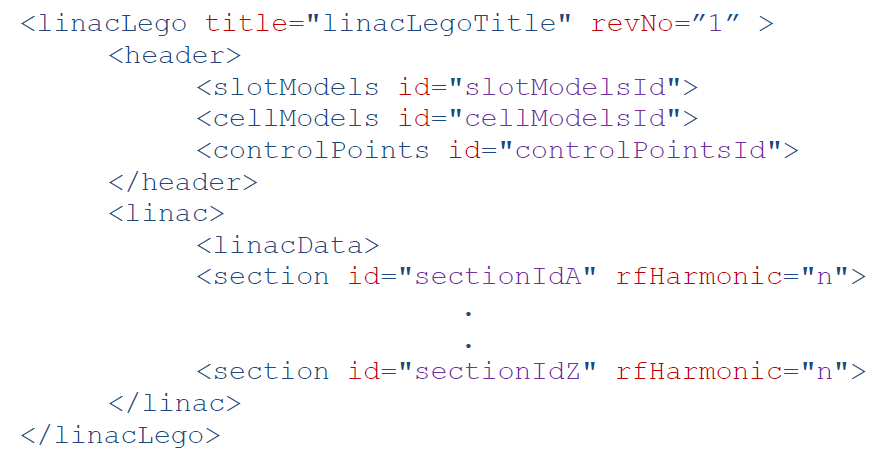 <linacLego title="linacLegoTitle" revNo=”1” >
<header>
<slotModels id="slotModelsId">
<cellModels id="cellModelsId">
<controlPoints id="controlPointsId">
</header>
<linac>
<linacData>
<section id="sectionIdA" rfHarmonic="n">
.
.
<section id="sectionIdZ" rfHarmonic="n">
</linac>
</linacLego>